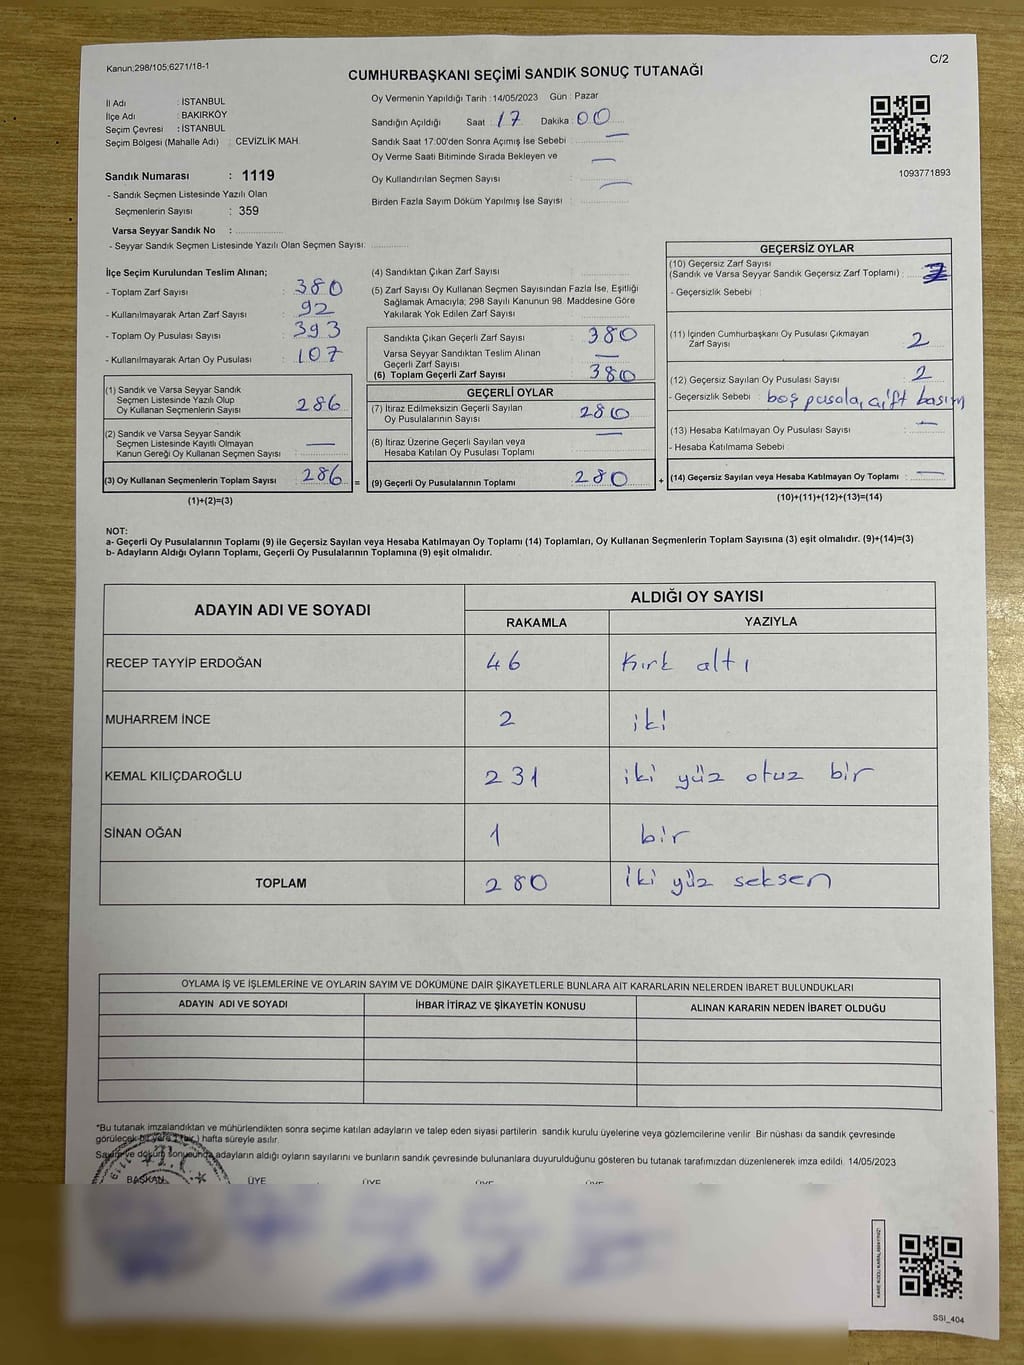 Kanun:298/105;6271/18-1
C/2
CUMHURBAŞKANI SEÇİMİ SANDIK SONUÇ TUTANAĞI
İl Adı : İSTANBUL
İlçe Adı : BAKIRKÖY
Seçim Çevresi : İSTANBUL
Seçim Bölgesi (Mahalle Adı) : CEVİZLİK MAH.
Sandık Numarası : 1119
- Sandık Seçmen Listesinde Yazılı Olan
Seçmenlerin Sayısı : 359
Varsa Seyyar Sandık No :
- Seyyar Sandık Seçmen Listesinde Yazılı Olan Seçmen Sayısı:
Oy Vermenin Yapıldığı Tarih : 14/05/2023 Gün : Pazar
Sandığın Açıldığı Saat : 17 Dakika : 00
Sandık Saat 17:00'den Sonra Açımış İse Sebebi : —
Oy Verme Saati Bitiminde Sırada Bekleyen ve
Oy Kullandırılan Seçmen Sayısı : —
Birden Fazla Sayım Döküm Yapılmış İse Sayısı : —
1093771893
İlçe Seçim Kurulundan Teslim Alınan;
- Toplam Zarf Sayısı : 380
- Kullanılmayarak Artan Zarf Sayısı : 92
- Toplam Oy Pusulası Sayısı : 393
- Kullanılmayarak Artan Oy Pusulası : 107
(1) Sandık ve Varsa Seyyar Sandık
Seçmen Listesinde Yazılı Olup
Oy Kullanan Seçmenlerin Sayısı : 286
(2) Sandık ve Varsa Seyyar Sandık
Seçmen Listesinde Kayıtlı Olmayan
Kanun Gereği Oy Kullanan Seçmen Sayısı : —
(3) Oy Kullanan Seçmenlerin Toplam Sayısı : 286
(1)+(2)=(3)
(4) Sandıktan Çıkan Zarf Sayısı :
(5) Zarf Sayısı Oy Kullanan Seçmen Sayısından Fazla İse, Eşitliği
Sağlamak Amacıyla; 298 Sayılı Kanunun 98. Maddesine Göre
Yakılarak Yok Edilen Zarf Sayısı :
Sandıkta Çıkan Geçerli Zarf Sayısı : 380
Varsa Seyyar Sandıktan Teslim Alınan
Geçerli Zarf Sayısı : —
(6) Toplam Geçerli Zarf Sayısı : 380
GEÇERLİ OYLAR
(7) İtiraz Edilmeksizin Geçerli Sayılan
Oy Pusulalarının Sayısı : 280
(8) İtiraz Üzerine Geçerli Sayılan veya
Hesaba Katılan Oy Pusulası Toplamı : —
= (9) Geçerli Oy Pusulalarının Toplamı : 280
GEÇERSİZ OYLAR
(10) Geçersiz Zarf Sayısı
(Sandık ve Varsa Seyyar Sandık Geçersiz Zarf Toplamı) :
- Geçersizlik Sebebi :
(11) İçinden Cumhurbaşkanı Oy Pusulası Çıkmayan
Zarf Sayısı : 2
(12) Geçersiz Sayılan Oy Pusulası Sayısı : 2
- Geçersizlik Sebebi : boş pusala, çift basım
(13) Hesaba Katılmayan Oy Pusulası Sayısı : —
- Hesaba Katılmama Sebebi :
+ (14) Geçersiz Sayılan veya Hesaba Katılmayan Oy Toplamı : —
(10)+(11)+(12)+(13)=(14)
NOT:
a- Geçerli Oy Pusulalarının Toplamı (9) ile Geçersiz Sayılan veya Hesaba Katılmayan Oy Toplamı (14) Toplamları, Oy Kullanan Seçmenlerin Toplam Sayısına (3) eşit olmalıdır. (9)+(14)=(3)
b- Adayların Aldığı Oyların Toplamı, Geçerli Oy Pusulalarının Toplamına (9) eşit olmalıdır.
ADAYIN ADI VE SOYADI
ALDIĞI OY SAYISI
RAKAMLA YAZIYLA
RECEP TAYYİP ERDOĞAN 46 Kırk altı
MUHARREM İNCE 2 iki
KEMAL KILIÇDAROĞLU 231 iki yüz otuz bir
SİNAN OĞAN 1 bir
TOPLAM 280 İki yüz seksen
OYLAMA İŞ VE İŞLEMLERİNE VE OYLARIN SAYIM VE DÖKÜMÜNE DAİR ŞİKAYETLERLE BUNLARA AİT KARARLARIN NELERDEN İBARET BULUNDUKLARI
ADAYIN ADI VE SOYADI İHBAR İTİRAZ VE ŞİKAYETİN KONUSU ALINAN KARARIN NEDEN İBARET OLDUĞU
*Bu tutanak imzalandıktan ve mühürlendikten sonra seçime katılan adayların ve talep eden siyasi partilerin sandık kurulu üyelerine veya gözlemcilerine verilir. Bir nüshası da sandık çevresinde
görülecek bir yere 1 (bir) hafta süreyle asılır.
Sayım ve döküm sonucunda adayların aldığı oyların sayılarını ve bunların sandık çevresinde bulunanlara duyurulduğunu gösteren bu tutanak tarafımızdan düzenlenerek imza edildi. 14/05/2023
BAŞKAN ÜYE ÜYE ÜYE ÜYE
SSI_404